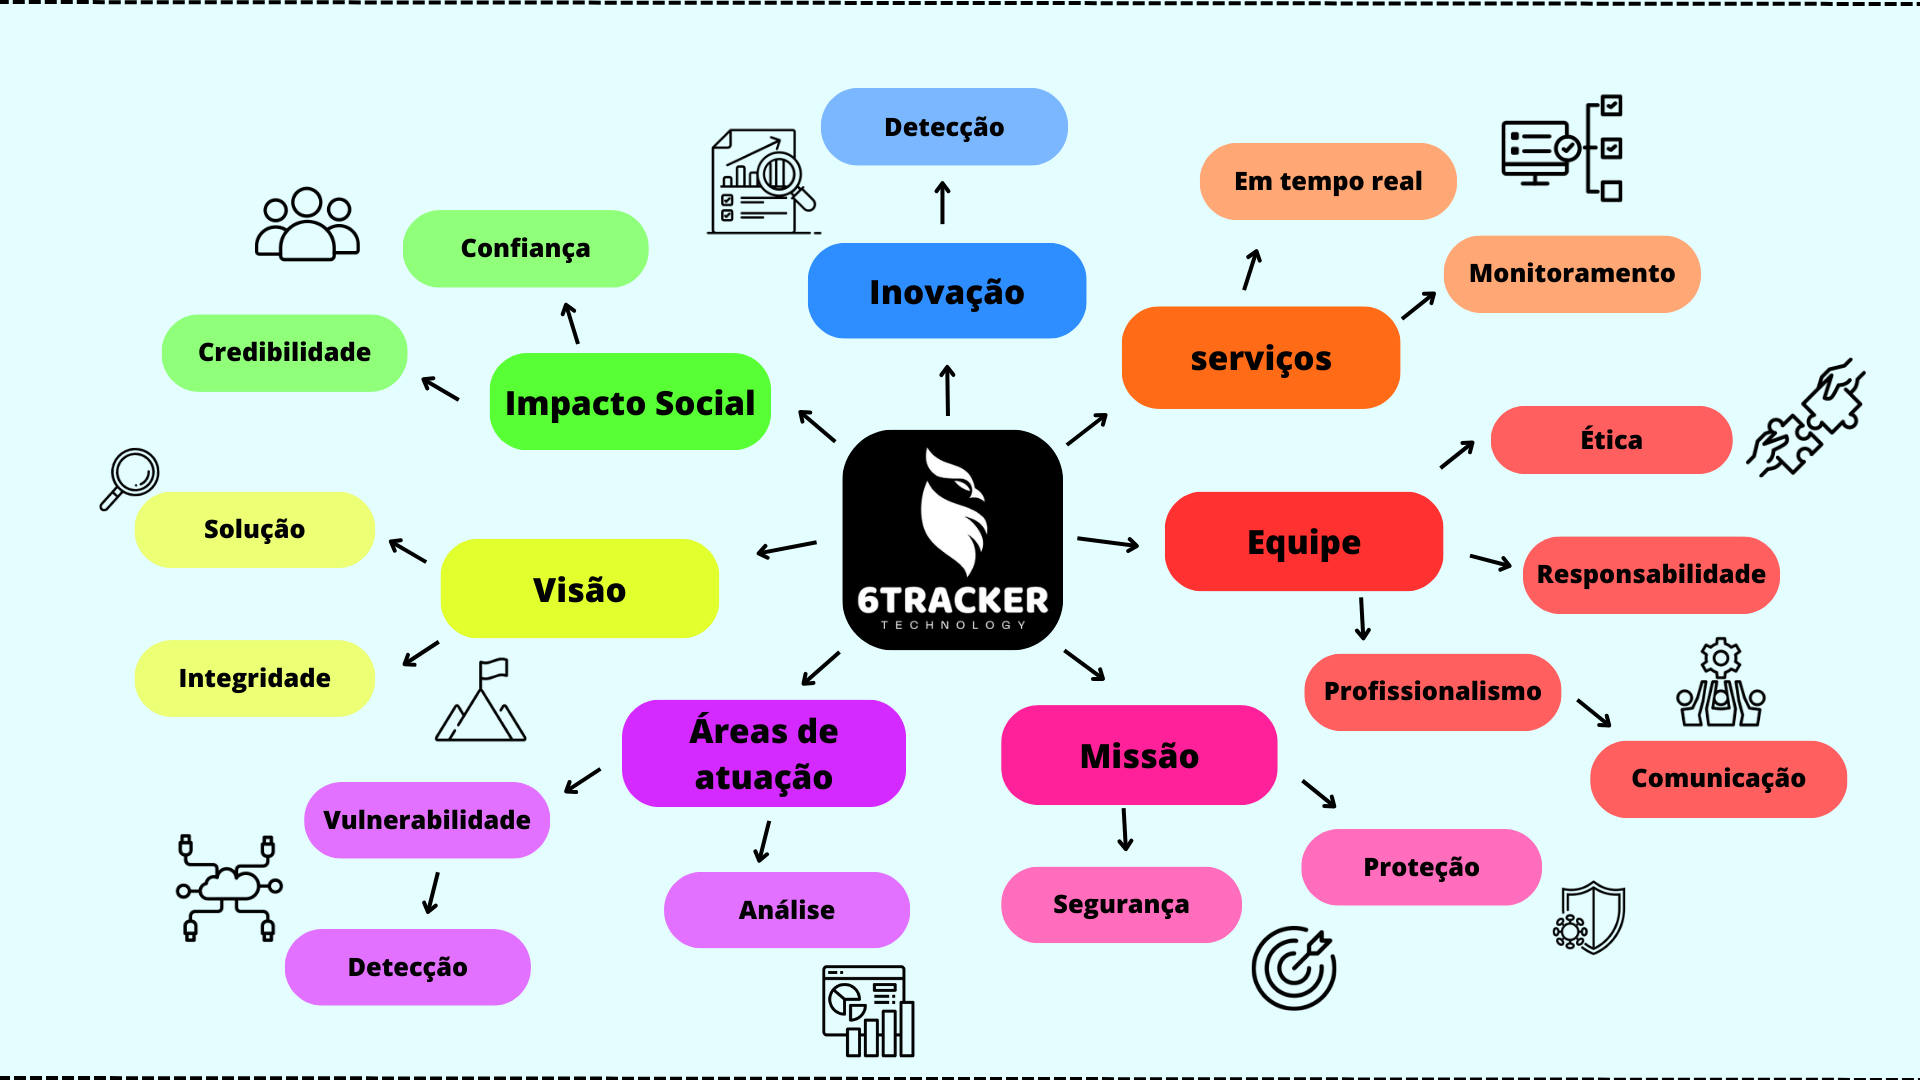 Detecção
Inovação
Em tempo real
Monitoramento
serviços
Confiança
Credibilidade
Impacto Social
Ética
Equipe
Responsabilidade
Profissionalismo
Comunicação
Solução
Visão
Integridade
6TRACKER
TECHNOLOGY
Áreas de
atuação
Vulnerabilidade
Detecção
Análise
Missão
Segurança
Proteção